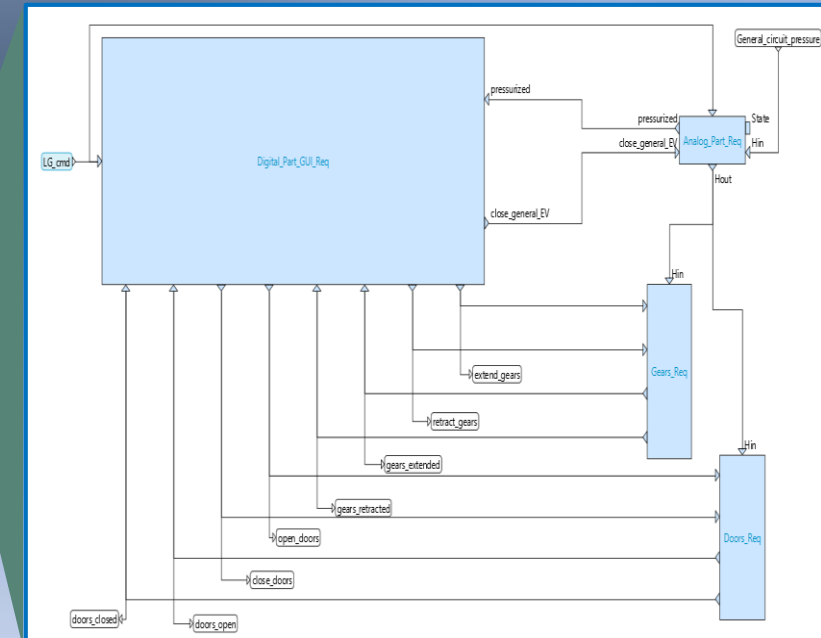 General_circuit_pressure
pressurized
pressurized
State
close_general_EV
Analog_Part_Req
Hin
LG_cmd
Digital_Part_GUI_Req
Hout
close_general_EV
Hin
extend_gears
Gears_Req
retract_gears
Hin
gears_extended
gears_retracted
open_doors
Doors_Req
close_doors
doors_closed
doors_open